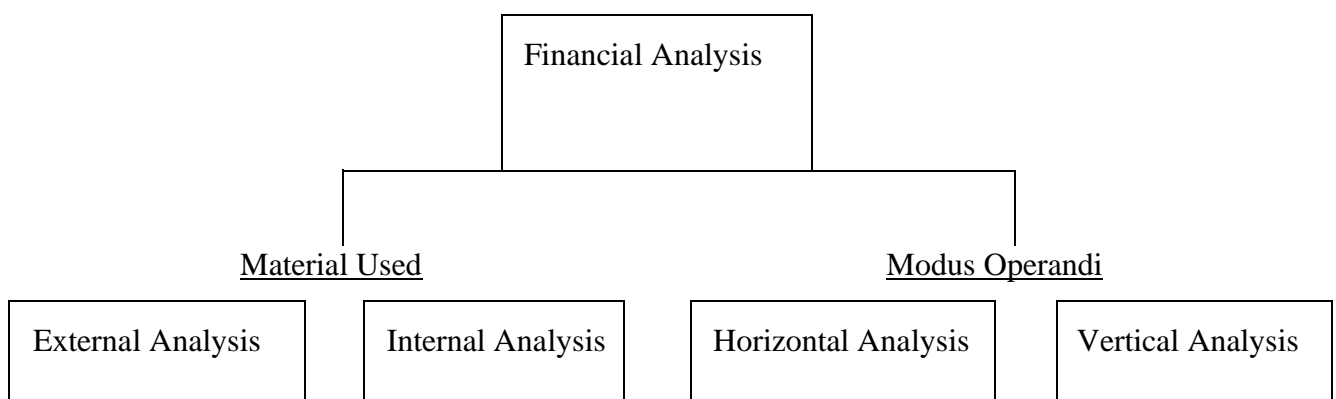 Financial Analysis
Material Used
Modus Operandi
External Analysis
Internal Analysis
Horizontal Analysis
Vertical Analysis